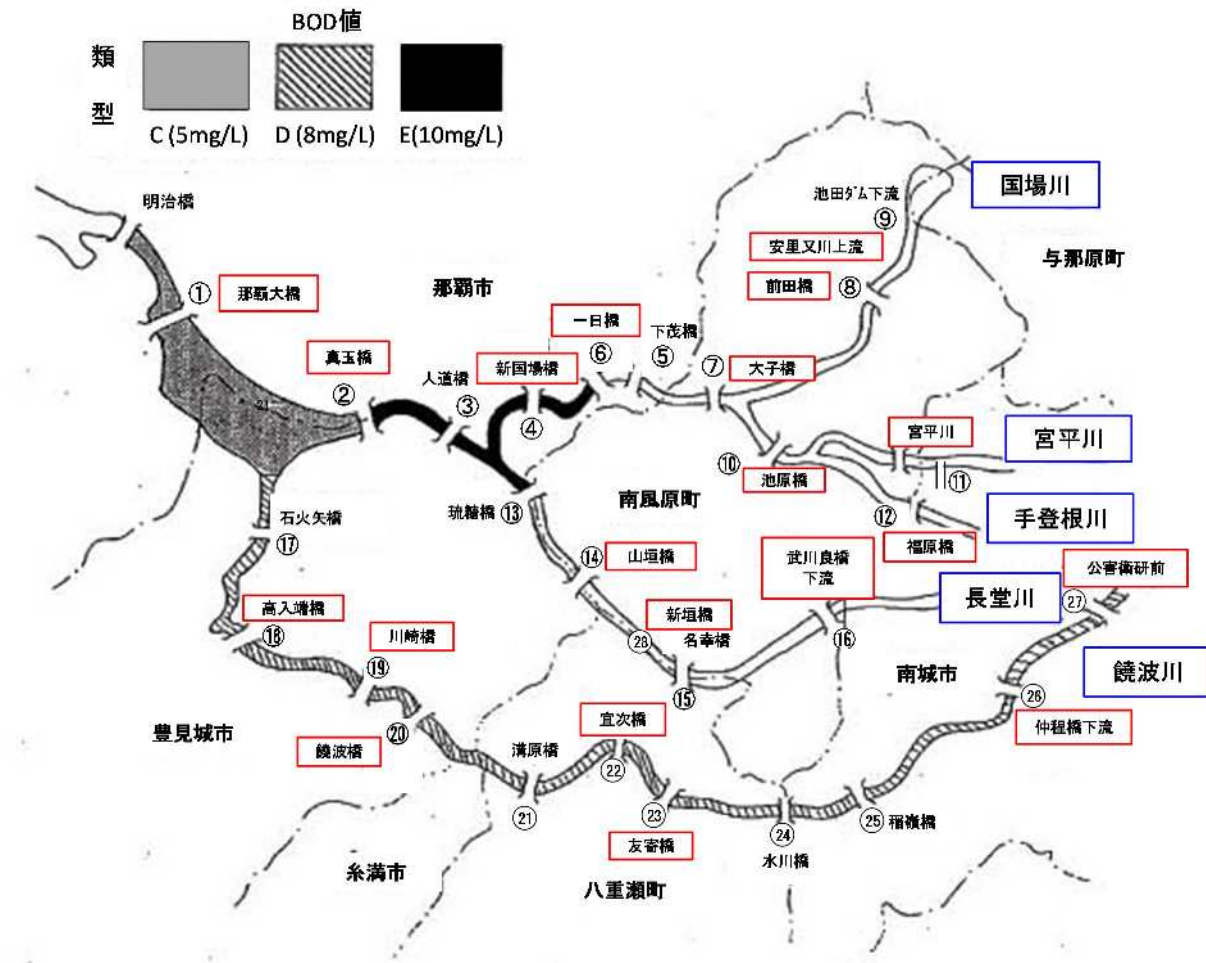 BOD値
類
型
C (5mg/L)
D (8mg/L)
E(10mg/L)
明治橋
池田ダム下流
⑨
国場川
安里又川上流
与那原町
①
那覇大橋
那覇市
前田橋
⑧
一日橋
下茂橋
真玉橋
人道橋
新国場橋
⑥
⑤
⑦
大子橋
②
③
④
21
宮平川
宮平川
⑩
池原橋
⑪
南風原町
琉糖橋
⑬
⑫
手登根川
石火矢橋
⑰
福原橋
⑭
山垣橋
武川良橋
下流
公害衛研前
長堂川
㉗
高入端橋
⑱
川崎橋
新垣橋
28
名幸橋
⑯
⑲
⑮
南城市
饒波川
㉖
豊見城市
饒波橋
⑳
宜次橋
仲程橋下流
溝原橋
㉒
㉑
㉓
㉔
㉕
稲嶺橋
友寄橋
水川橋
糸満市
八重瀬町